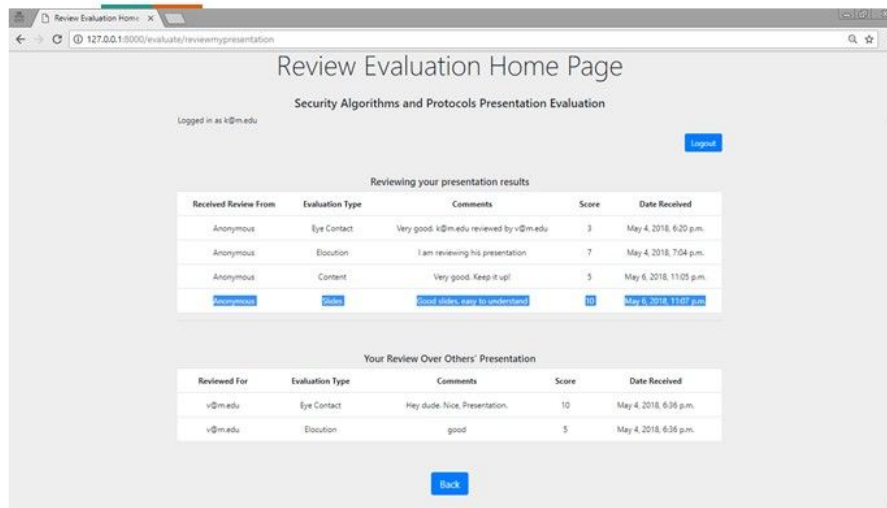 Review Evaluation Home
127.0.0.1:8000/evaluate/reviewmypresentation
Review Evaluation Home Page
Security Algorithms and Protocols Presentation Evaluation
Logged in as k@m.edu
Logout
Reviewing your presentation results
Received Review From Evaluation Type Comments Score Date Received
Anonymous Eye Contact Very good. k@m.edu reviewed by v@m.edu 3 May 4, 2018, 6:20 p.m.
Anonymous Elocution I am reviewing his presentation 7 May 4, 2018, 7:04 p.m.
Anonymous Content Very good. Keep it up! 5 May 6, 2018, 11:05 p.m.
Anonymous Slides Good slides, easy to understand 10 May 6, 2018, 11:07 p.m.
Your Review Over Others' Presentation
Reviewed For Evaluation Type Comments Score Date Received
v@m.edu Eye Contact Hey dude. Nice, Presentation. 10 May 4, 2018, 6:36 p.m.
v@m.edu Elocution good 5 May 4, 2018, 6:36 p.m.
Back